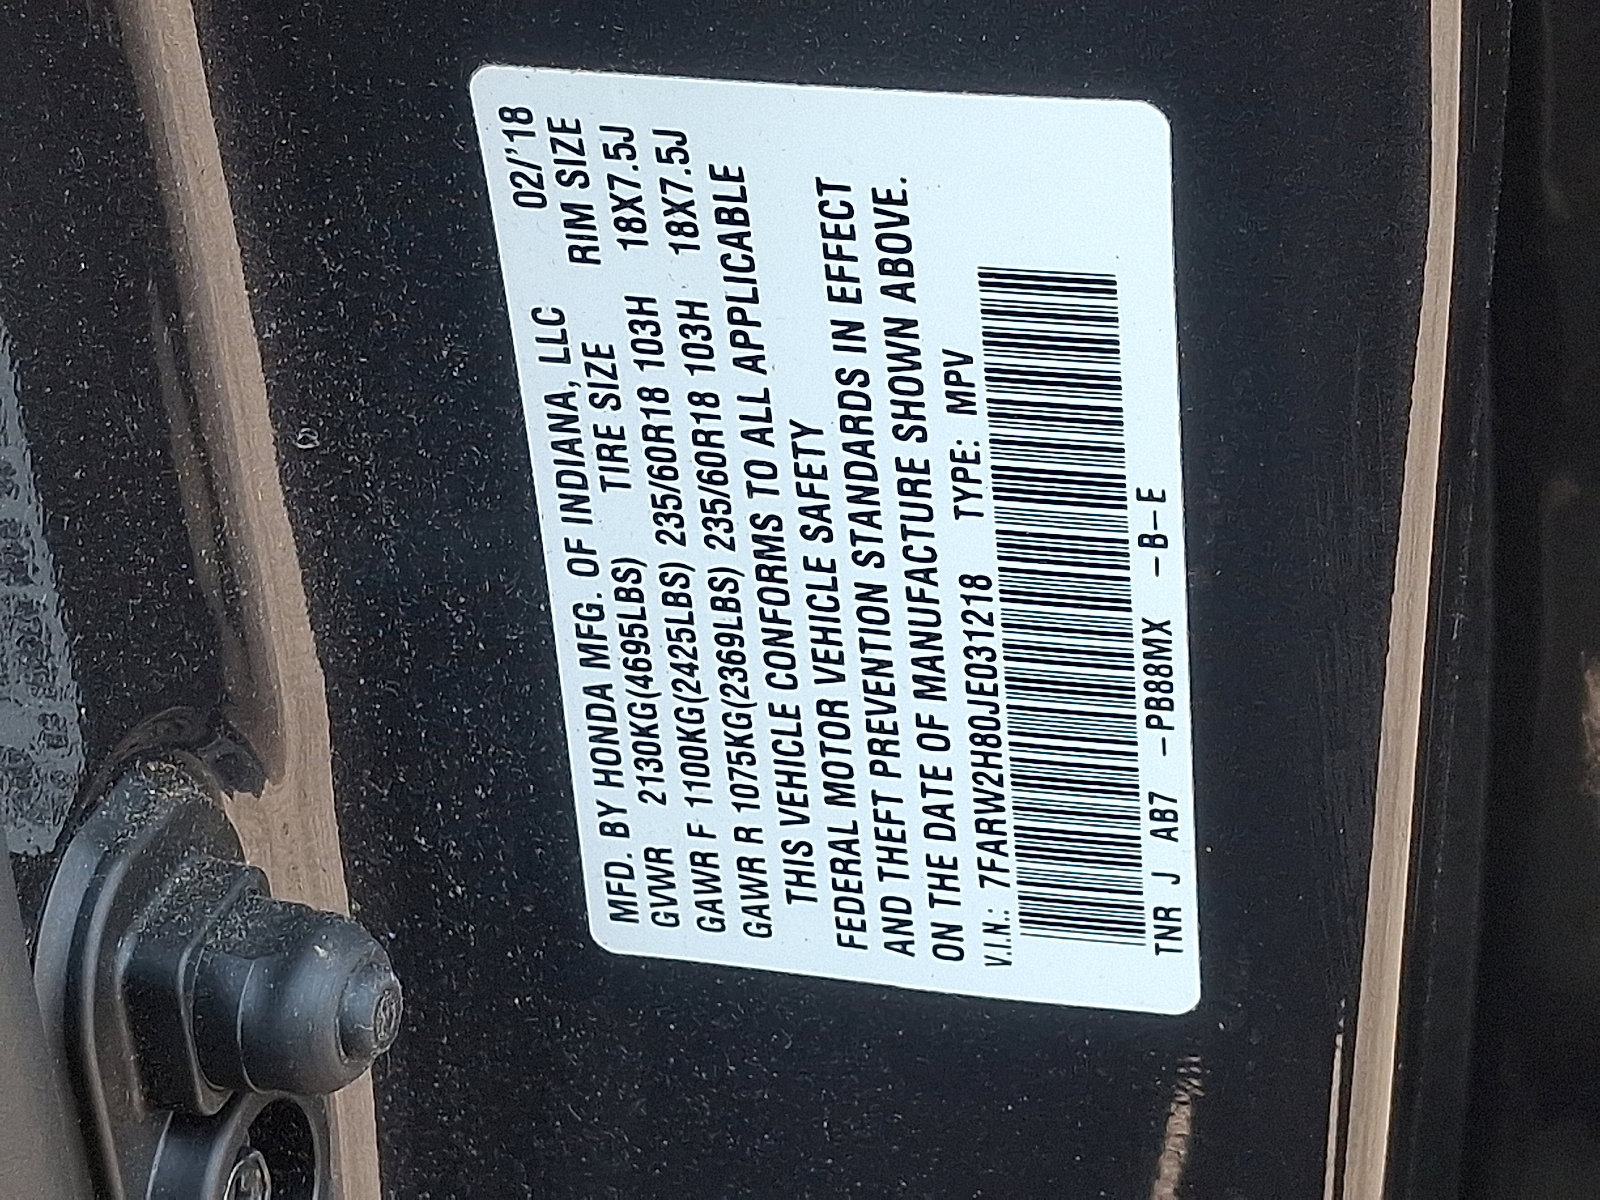 MFD. BY HONDA MFG. OF INDIANA, LLC 02/'18
TIRE SIZE RIM SIZE
GVWR 2130KG(4695LBS)
GAWR F 1100KG(2425LBS) 235/60R18 103H 18X7.5J
GAWR R 1075KG(2369LBS) 235/60R18 103H 18X7.5J
THIS VEHICLE CONFORMS TO ALL APPLICABLE
FEDERAL MOTOR VEHICLE SAFETY
AND THEFT PREVENTION STANDARDS IN EFFECT
ON THE DATE OF MANUFACTURE SHOWN ABOVE.
V.I.N.: 7FARW2H80JE031218 TYPE: MPV
TNR J AB7 -PB88MX -B-E